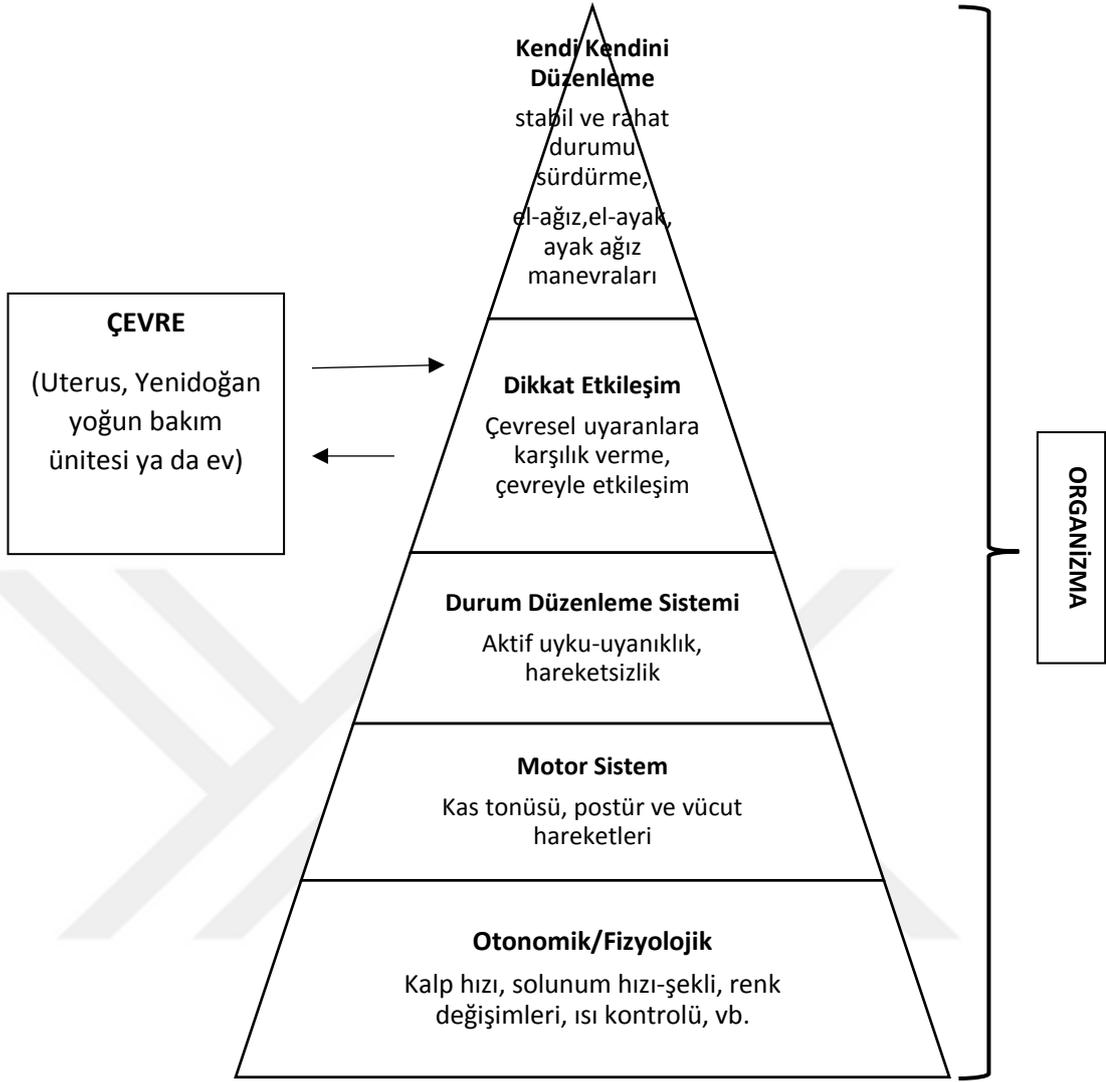 Kendi Kendini
Düzenleme
stabil ve rahat
durumu
sürdürme,
el-ağız,el-ayak,
ayak ağız
manevraları
ÇEVRE
(Uterus, Yenidoğan
yoğun bakım
ünitesi ya da ev)
Dikkat Etkileşim
Çevresel uyaranlara
karşılık verme,
çevreyle etkileşim
ORGANİZMA
Durum Düzenleme Sistemi
Aktif uyku-uyanıklık,
hareketsizlik
Motor Sistem
Kas tonüsü, postür ve vücut
hareketleri
Otonomik/Fizyolojik
Kalp hızı, solunum hızı-şekli, renk
değişimleri, ısı kontrolü, vb.